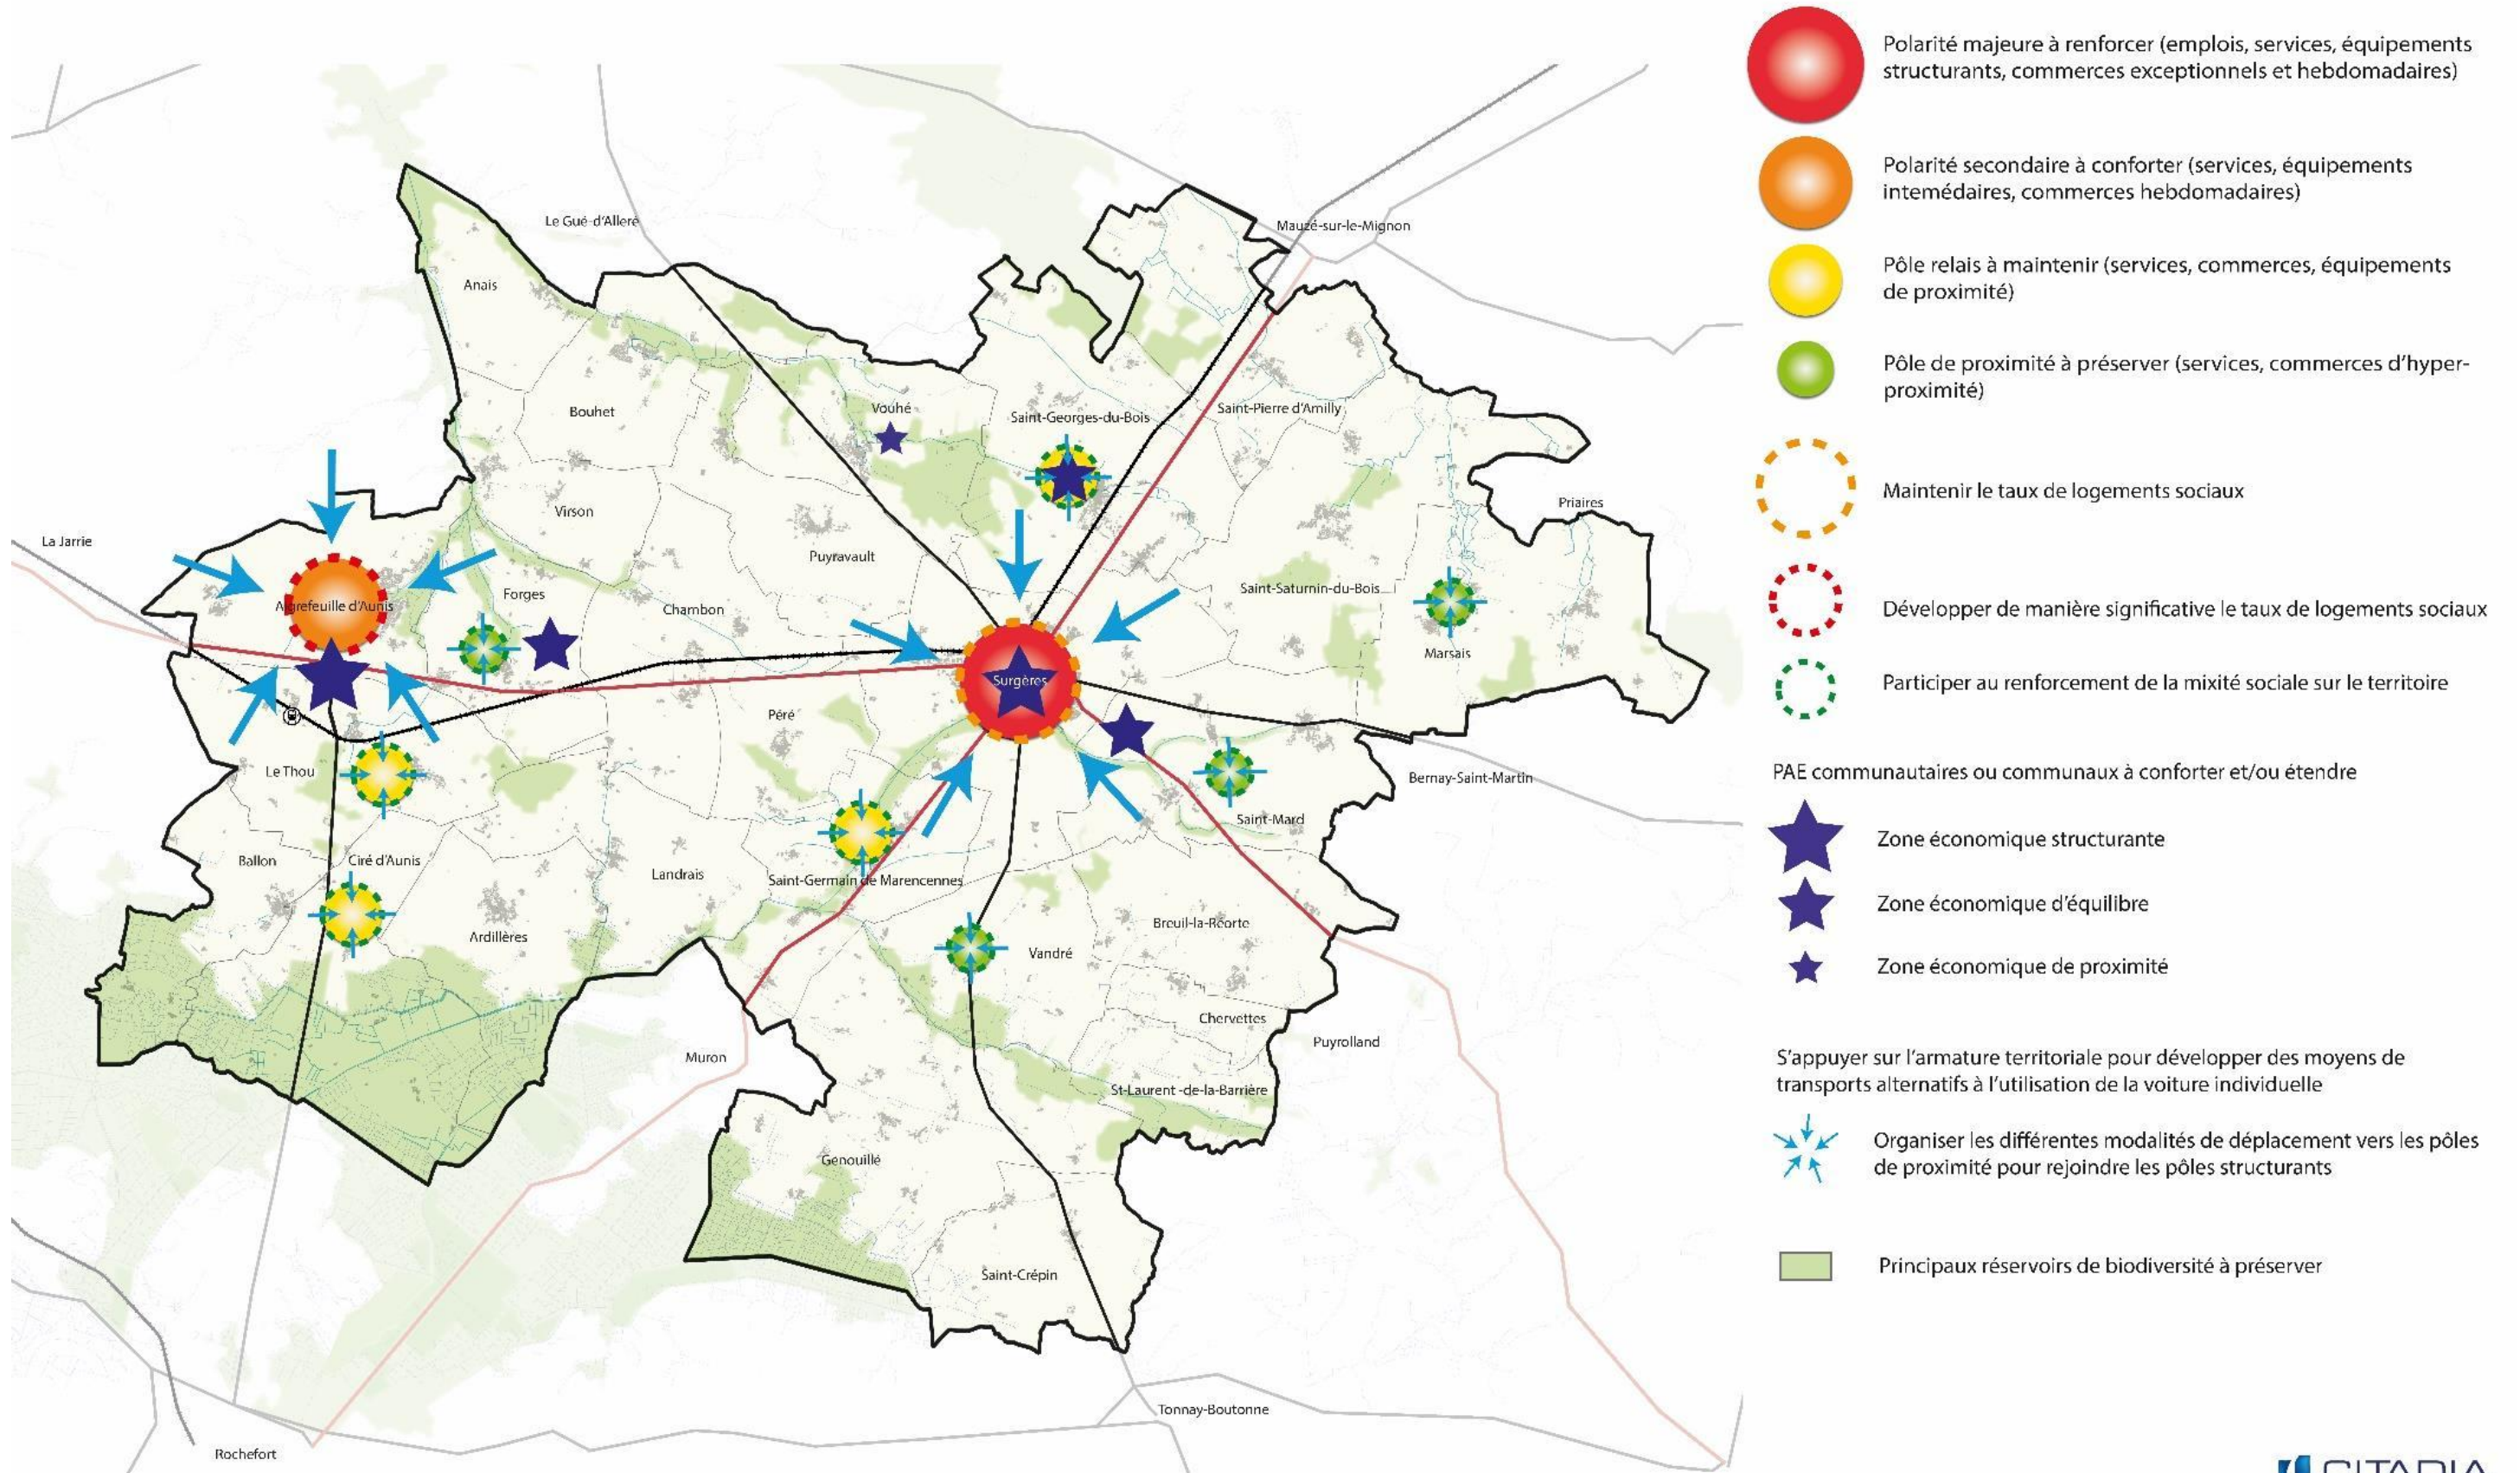 Le Gué-d'Alleré
Mauzé-sur-le-Mignon
Anais
Bouhet
Vouhé
Saint-Georges-du-Bois
Saint-Pierre d'Amilly
Virson
Priaires
La Jarrie
Puyravault
Aigrefeuille d'Aunis
Forges
Chambon
Saint-Saturnin-du-Bois
Marsais
Surgères
Péré
Le Thou
Bernay-Saint-Martin
Saint-Mard
Ballon
Ciré d'Aunis
Landrais
Saint-Germain de Marencennes
Ardillères
Breuil-la-Réorte
Vandré
Chervettes
Puyrolland
Muron
St-Laurent -de-la-Barrière
Genouillé
Saint-Crépin
Tonnay-Boutonne
Rochefort
Polarité majeure à renforcer (emplois, services, équipements
structurants, commerces exceptionnels et hebdomadaires)
Polarité secondaire à conforter (services, équipements
intemédaires, commerces hebdomadaires)
Pôle relais à maintenir (services, commerces, équipements
de proximité)
Pôle de proximité à préserver (services, commerces d'hyper-
proximité)
Maintenir le taux de logements sociaux
Développer de manière significative le taux de logements sociaux
Participer au renforcement de la mixité sociale sur le territoire
PAE communautaires ou communaux à conforter et/ou étendre
Zone économique structurante
Zone économique d'équilibre
Zone économique de proximité
S'appuyer sur l'armature territoriale pour développer des moyens de
transports alternatifs à l'utilisation de la voiture individuelle
Organiser les différentes modalités de déplacement vers les pôles
de proximité pour rejoindre les pôles structurants
Principaux réservoirs de biodiversité à préserver
CITADIA